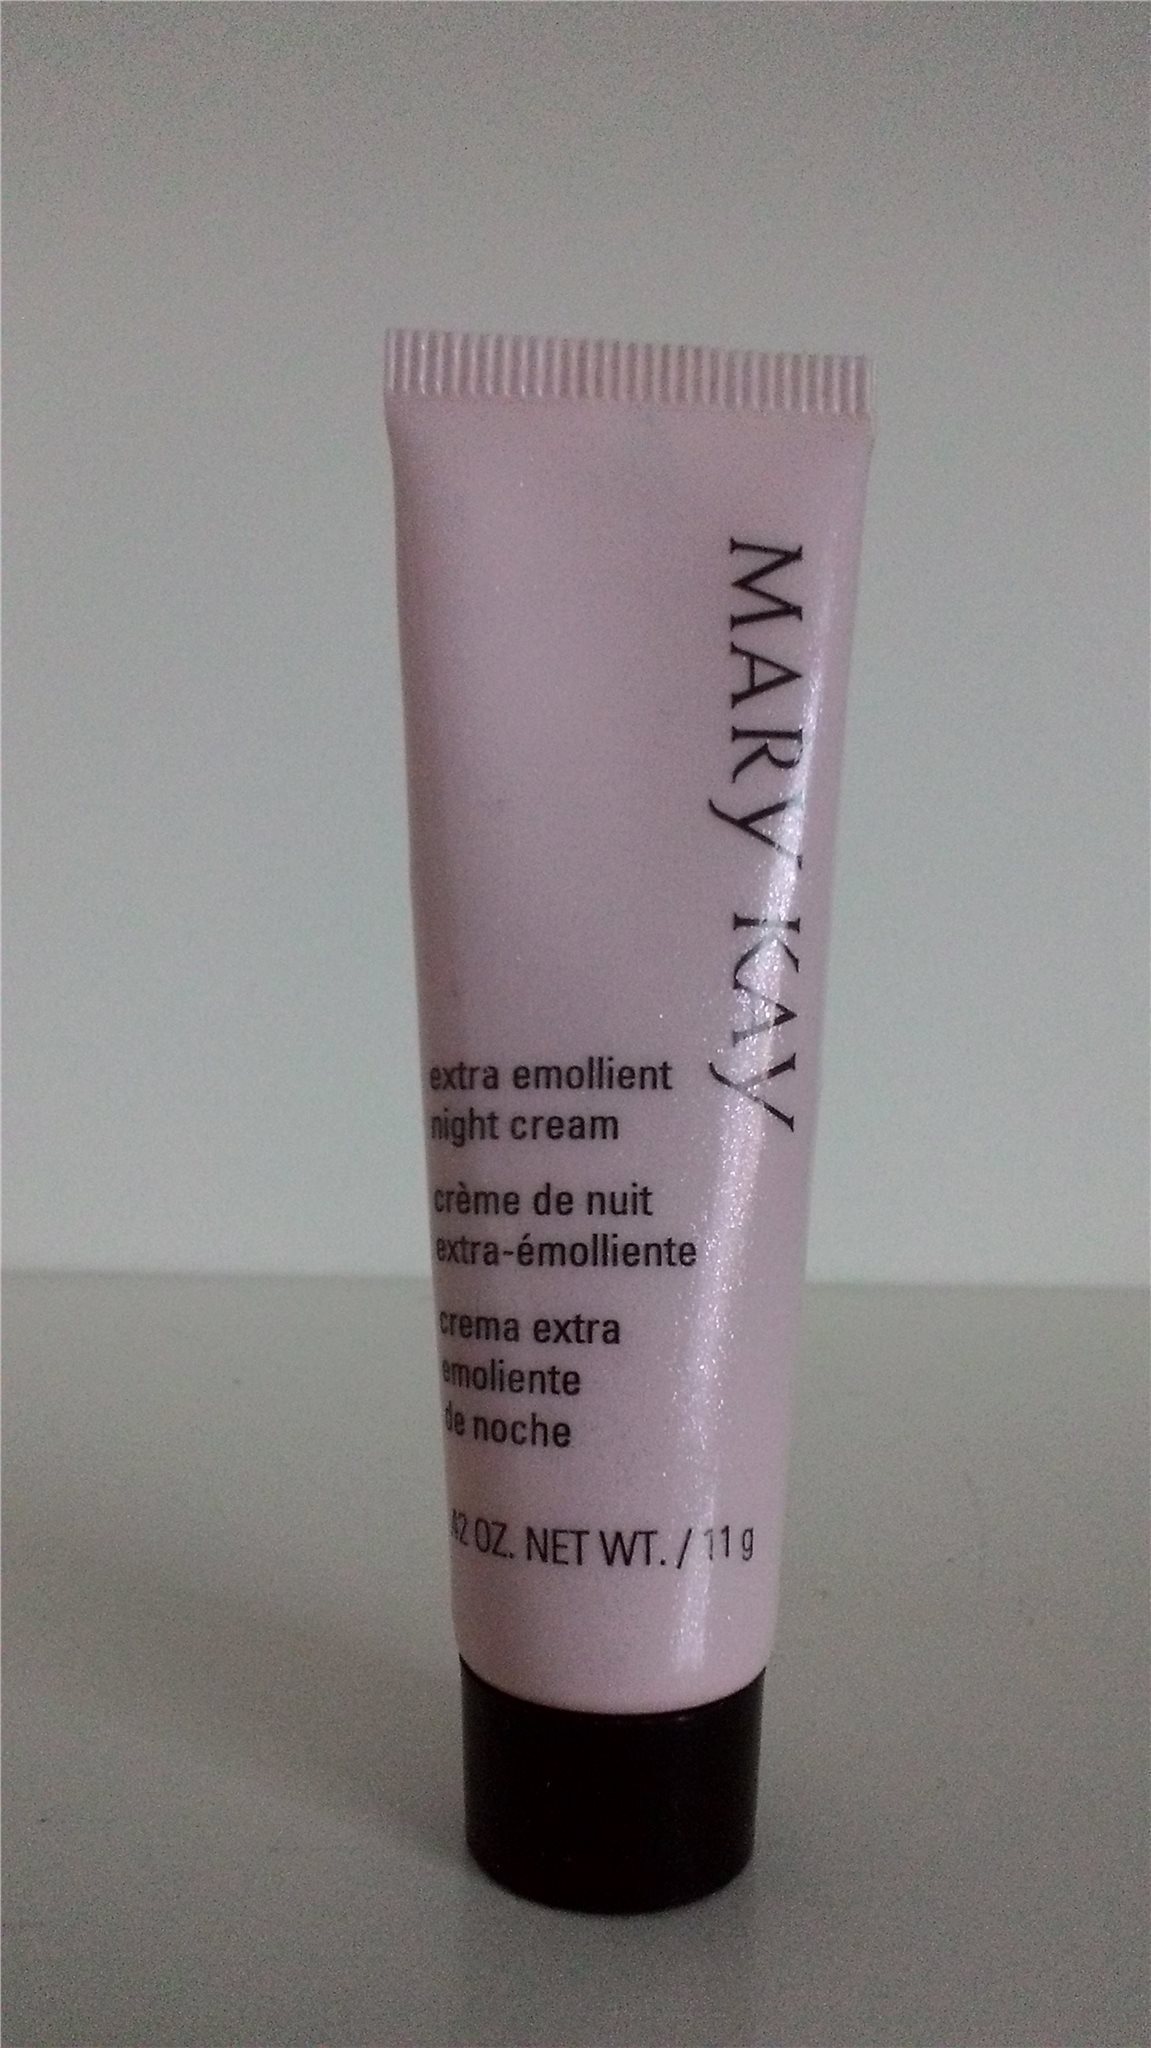 MARY KAY
extra emollient
night cream
crème de nuit
extra-émolliente
crema extra
emoliente
de noche
.42 OZ. NET WT. / 11 g